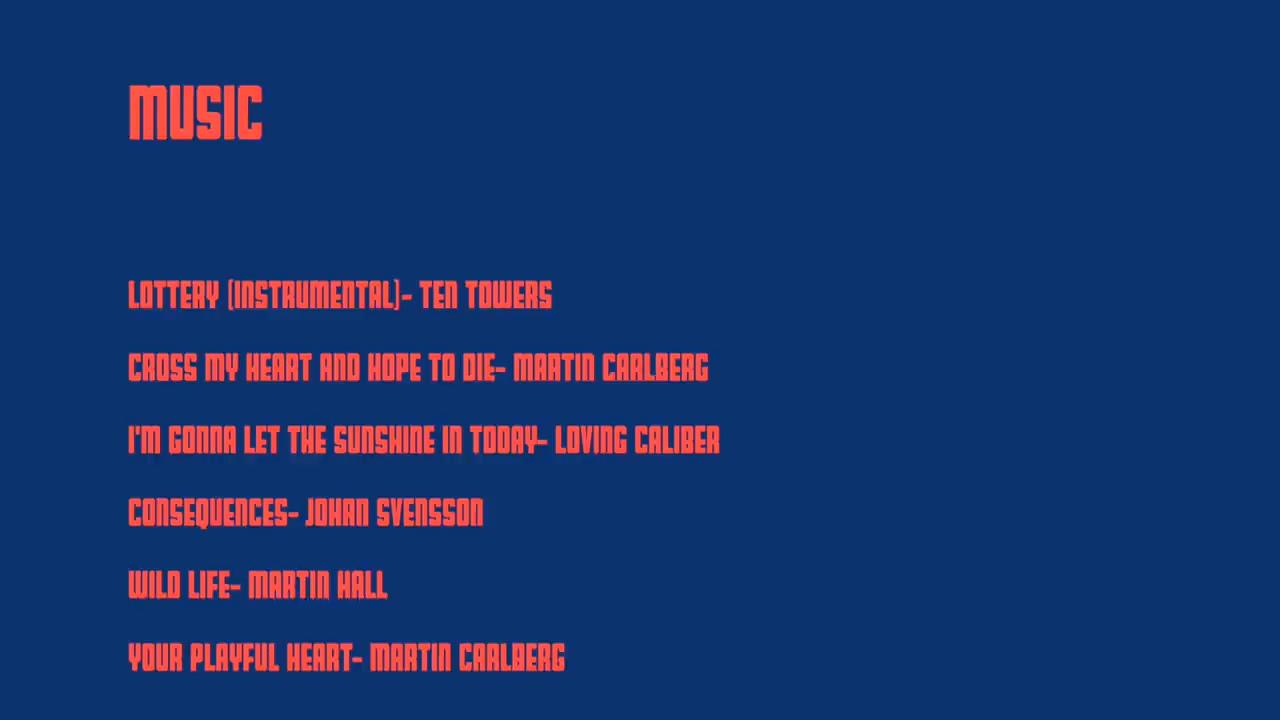 MUSIC
LOTTERY (INSTRUMENTAL)- TEN TOWERS
CROSS MY HEART AND HOPE TO DIE- MARTIN CARLBERG
I'M GONNA LET THE SUNSHINE IN TODAY- LOVING CALIBER
CONSEQUENCES- JOHAN SVENSSON
WILD LIFE- MARTIN HALL
YOUR PLAYFUL HEART- MARTIN CARLBERG